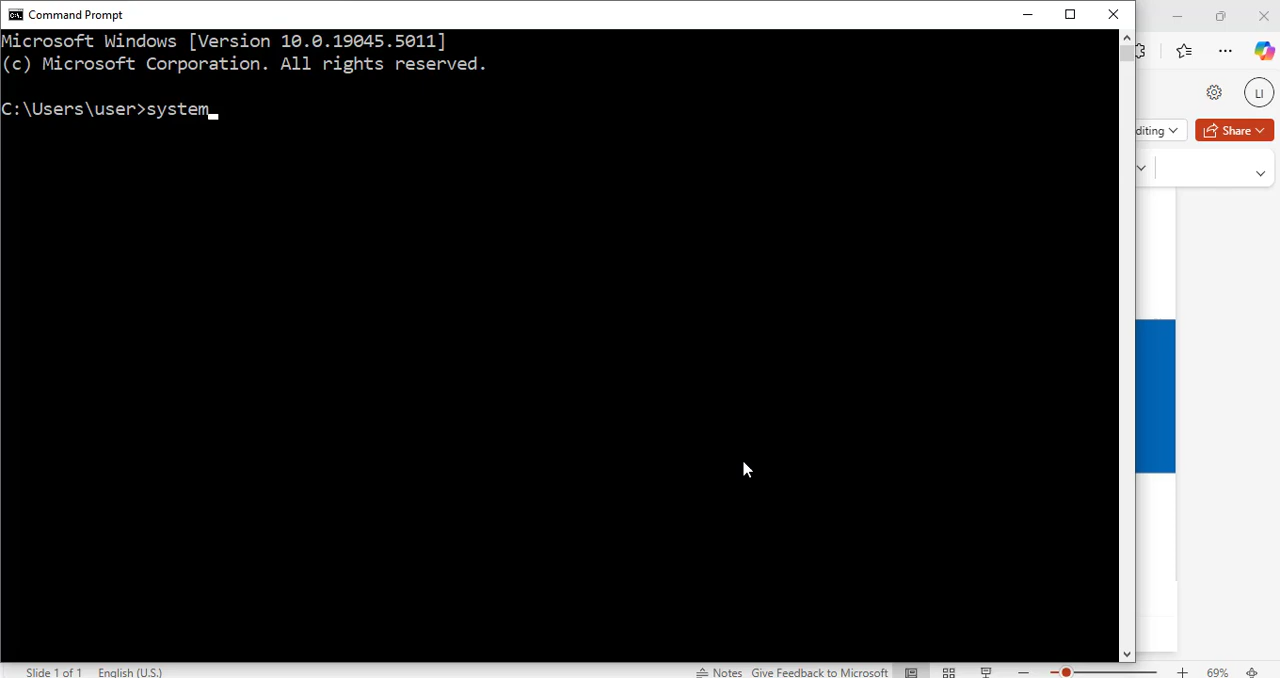 Command Prompt
Microsoft Windows [Version 10.0.19045.5011]
(c) Microsoft Corporation. All rights reserved.
C:\Users\user>system
LI
diting
Share
Slide 1 of 1 English (U.S.) Notes Give Feedback to Microsoft 69%